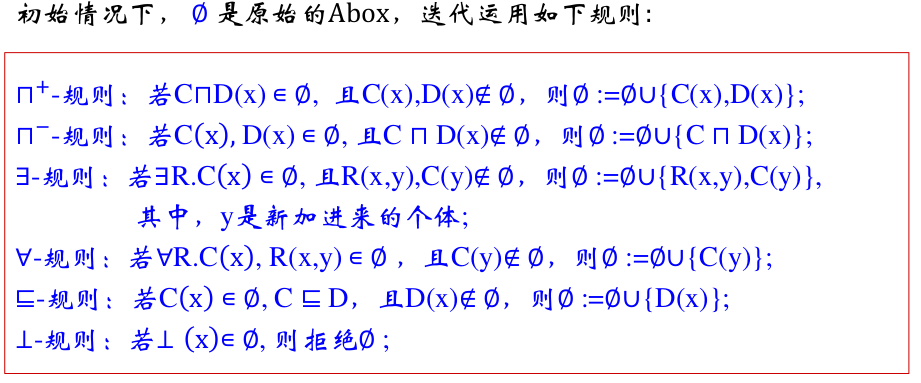 初始情况下，∅ 是原始的Abox，迭代运用如下规则:
⊓⁺-规则：若C⊓D(x) ∈ ∅, 且C(x),D(x)∉ ∅，则∅ :=∅∪{C(x),D(x)};
⊓⁻-规则：若C(x), D(x) ∈ ∅, 且C ⊓ D(x)∉ ∅，则∅ :=∅∪{C ⊓ D(x)};
∃-规则：若∃R.C(x) ∈ ∅, 且R(x,y),C(y)∉ ∅，则∅ :=∅∪{R(x,y),C(y)},
其中，y是新加进来的个体;
∀-规则：若∀R.C(x), R(x,y) ∈ ∅，且C(y)∉ ∅，则∅ :=∅∪{C(y)};
⊑-规则：若C(x) ∈ ∅, C ⊑ D，且D(x)∉ ∅，则∅ :=∅∪{D(x)};
⊥-规则：若⊥ (x)∈ ∅, 则拒绝∅ ;